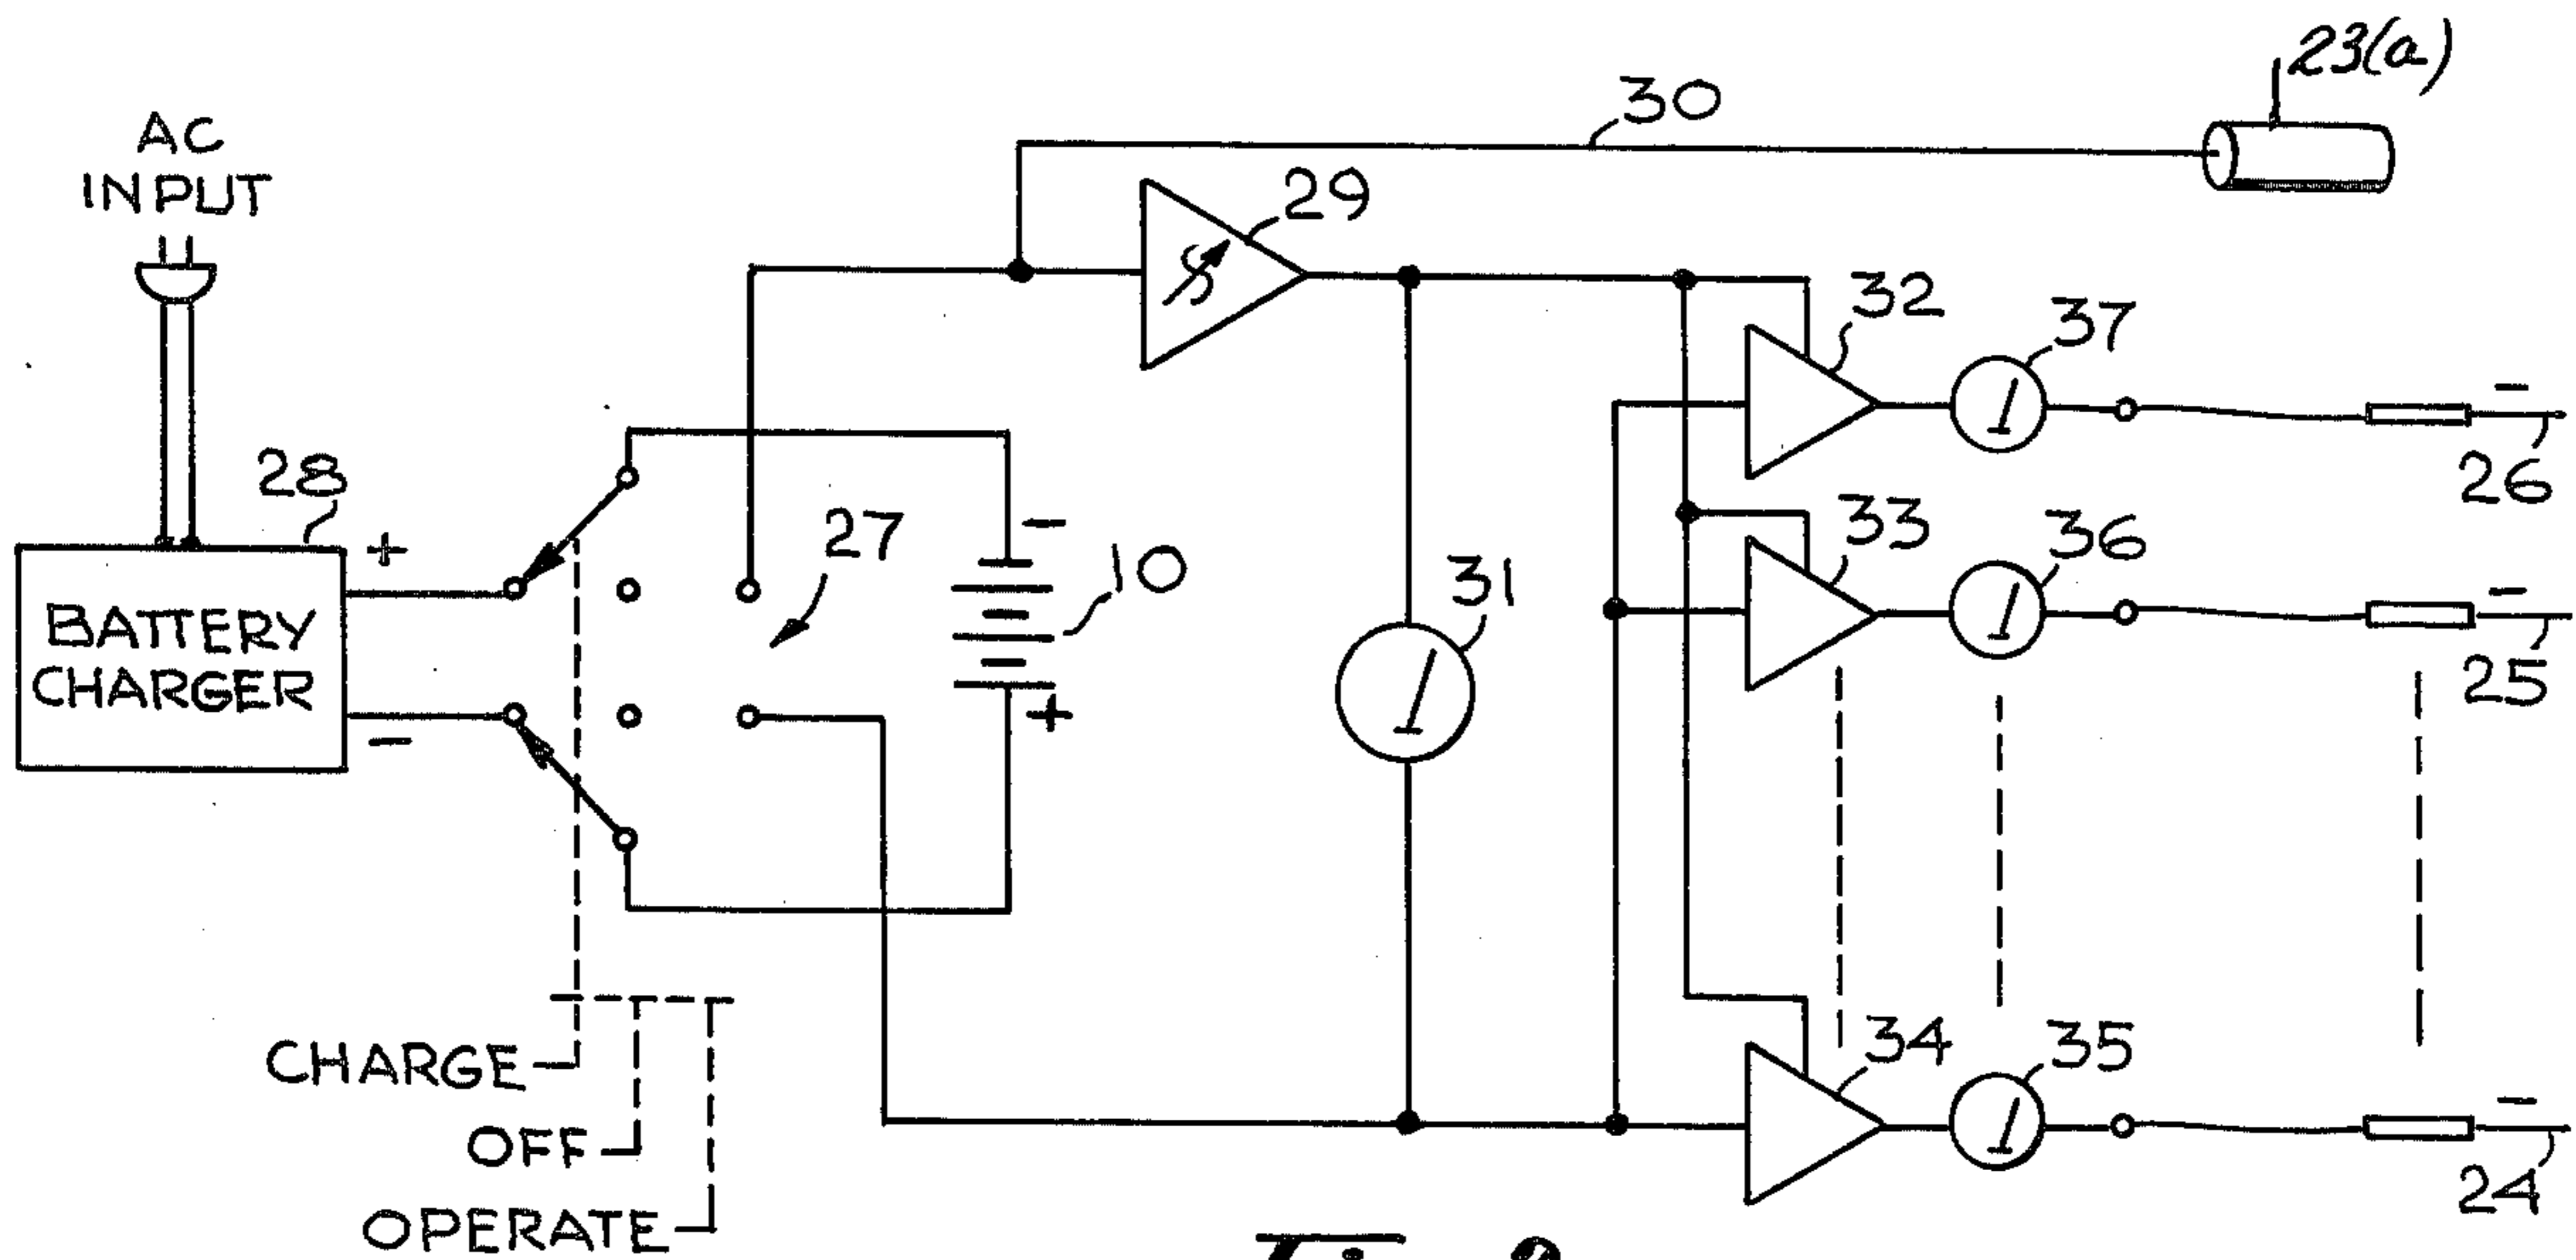 23(a)
30
AC
INPUT
29
32
37
28
+
-
-
26
27
10
33
36
31
-
25
BATTERY
CHARGER
+
-
34
35
CHARGE
-
OFF
24
OPERATE